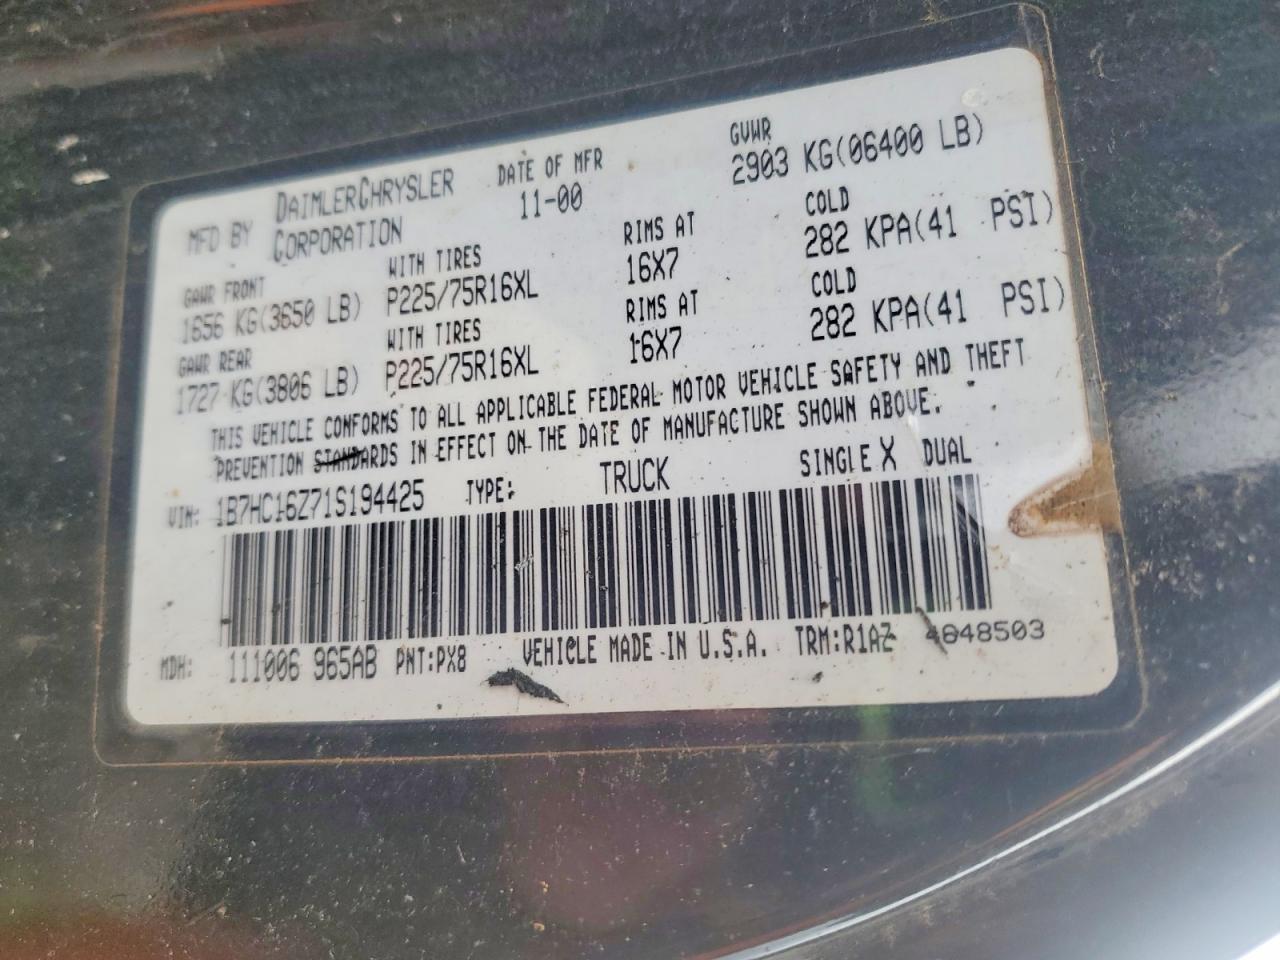 MFD BY DAIMLERCHRYSLER CORPORATION DATE OF MFR 11-00 GVWR 2903 KG(06400 LB)
GAWR FRONT WITH TIRES RIMS AT COLD
1656 KG(3650 LB) P225/75R16XL 16X7 282 KPA(41 PSI)
GAWR REAR WITH TIRES RIMS AT COLD
1727 KG(3806 LB) P225/75R16XL 16X7 282 KPA(41 PSI)
THIS VEHICLE CONFORMS TO ALL APPLICABLE FEDERAL MOTOR VEHICLE SAFETY AND THEFT
PREVENTION STANDARDS IN EFFECT ON THE DATE OF MANUFACTURE SHOWN ABOVE.
VIN: 1B7HC16Z71S194425 TYPE: TRUCK SINGLE X DUAL
MDH: 111006 965AB PNT:PX8 VEHICLE MADE IN U.S.A. TRM:R1AZ 4848503